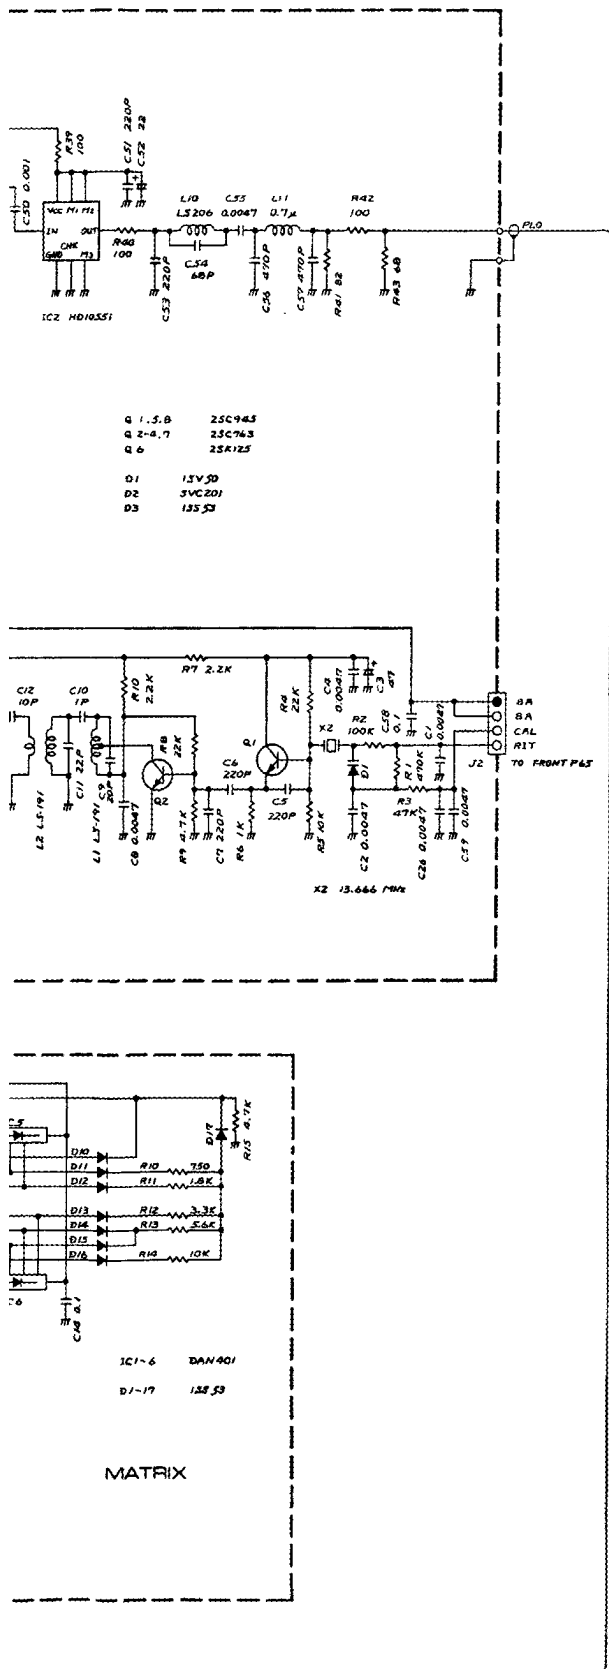 R39
100
C51 220P
C52 22
C50 0.001
VCC M1 M2
IN OUT
CNK
GND M3
R40
100
L10
LS206
C55
0.0047
L11
0.7μ
R42
100
PLO
C53 220P
C54
68P
C56 470P
C57 470P
R41 82
R43 68
IC2 HD10551
Q 1.5.8 2SC945
Q 2-4.7 2SC763
Q 6 2SK125
D1 1SV50
D2 SVC201
D3 1SS53
R7 2.2K
C12
10P
C10
1P
R10
2.2K
R8
22K
C6
220P
Q1
Q2
R4
22K
C4
0.0047
C3
47
X2
R2
100K
C58
0.1
C1
0.0047
D1
R1
470K
R3
47K
8A
8A
CAL
RIT
J2 TO FRONT P65
C5
220P
L2 LS-191
C11 22P
L1 LS-191
C9
20P
C8 0.0047
R9 4.7K
C7 220P
R6 1K
R5 10K
C2 0.0047
C26 0.0047
C59 0.0047
X2 13.666 MHz
D17
R15 4.7K
D10
D11 R10 750
D12 R11 1.8K
D13 R12 3.3K
D14 R13 5.6K
D15
D16 R14 10K
C14 0.1
IC1-6 DAN401
D1-17 1SS53
MATRIX